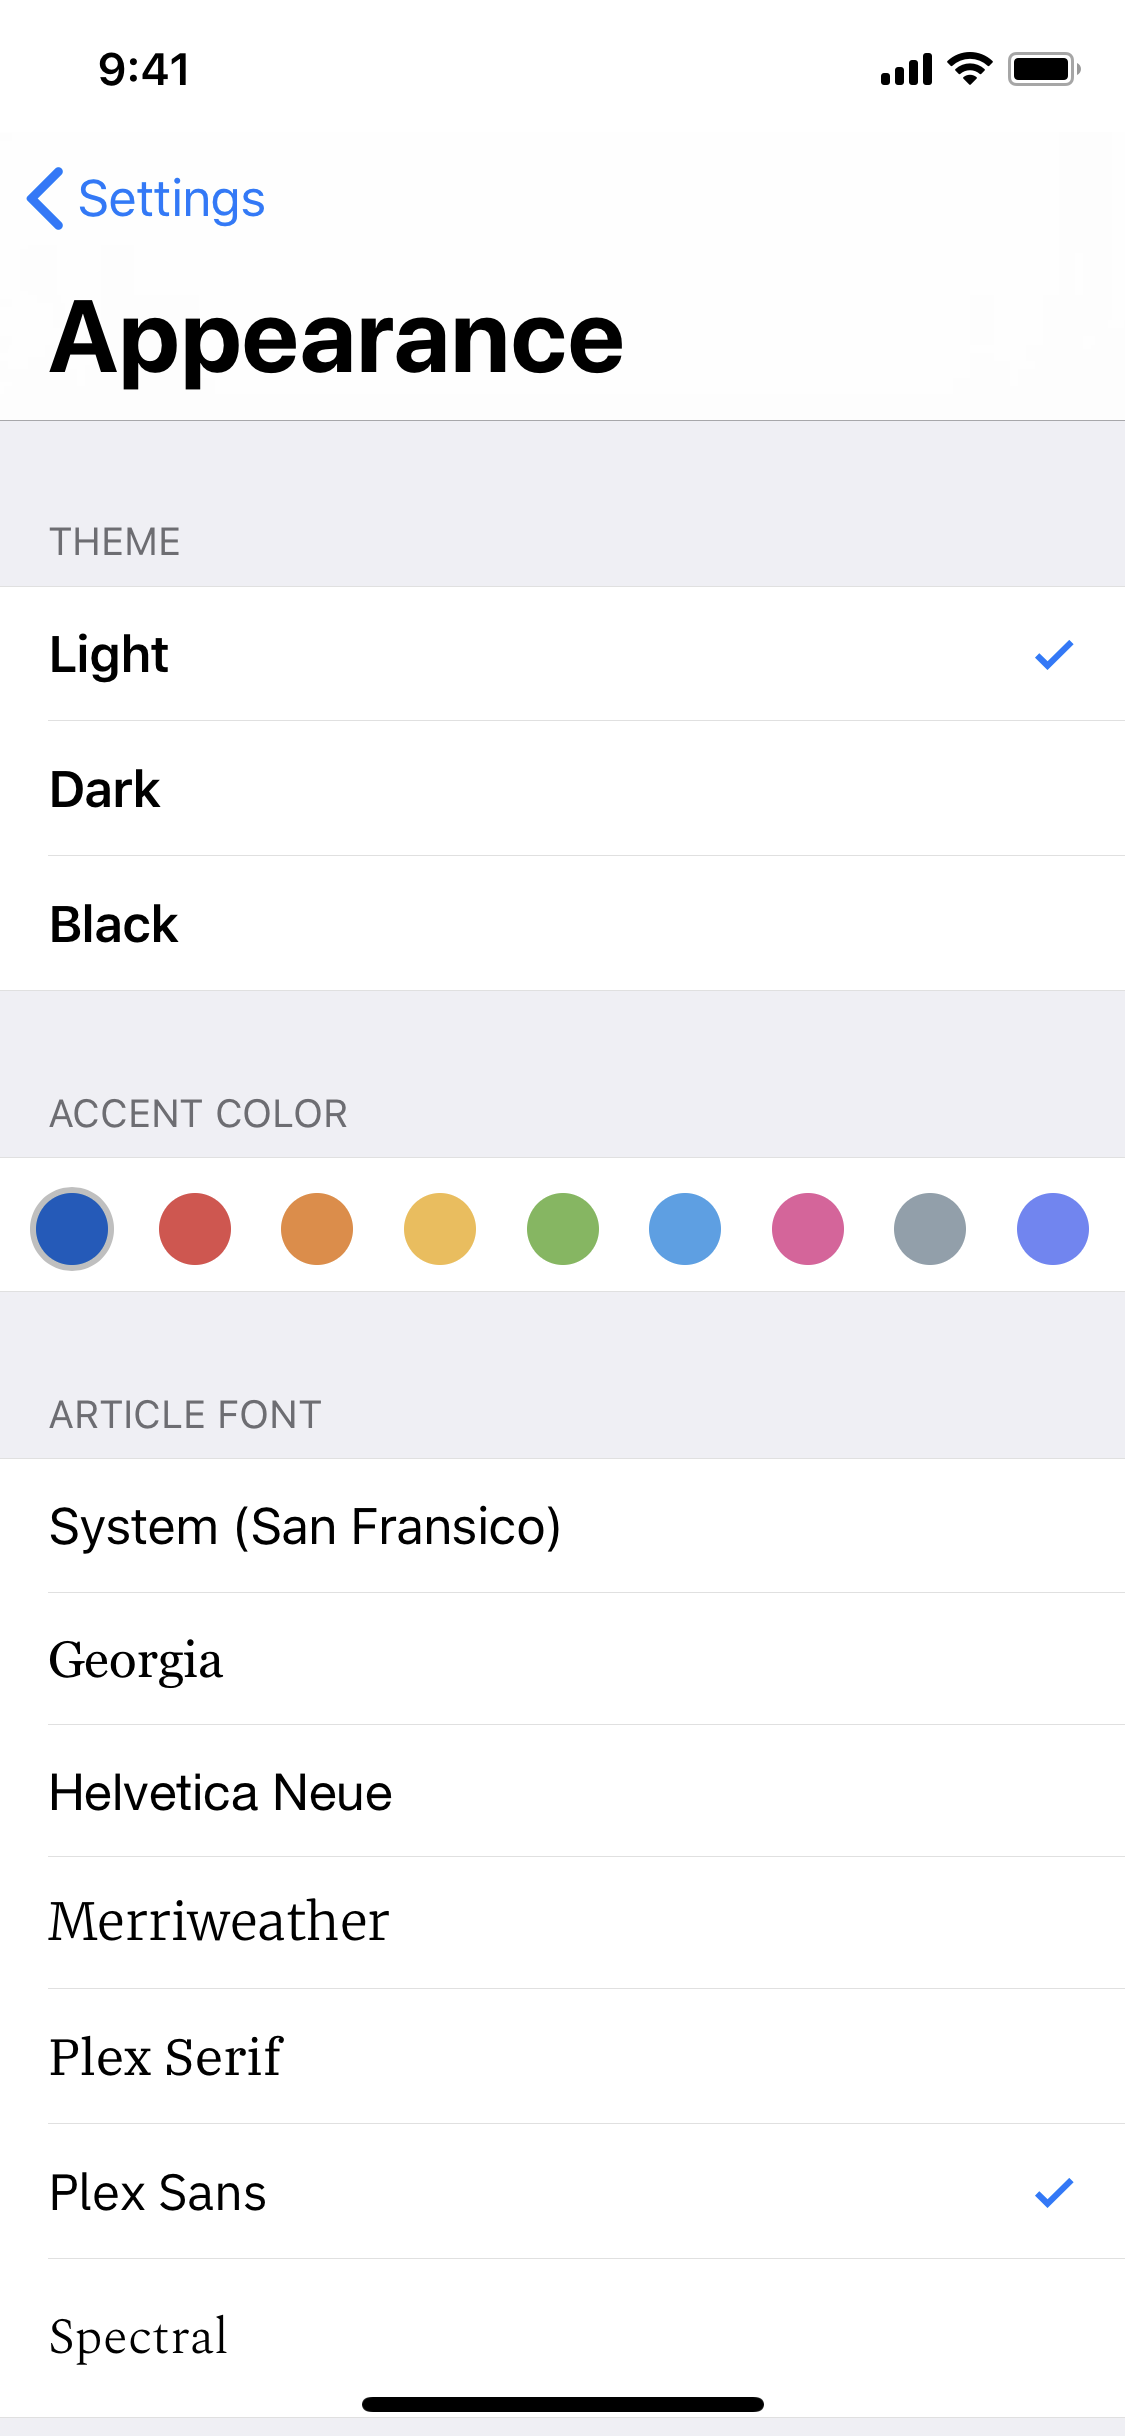 9:41
Settings
Appearance
THEME
Light
Dark
Black
ACCENT COLOR
ARTICLE FONT
System (San Fransico)
Georgia
Helvetica Neue
Merriweather
Plex Serif
Plex Sans
Spectral